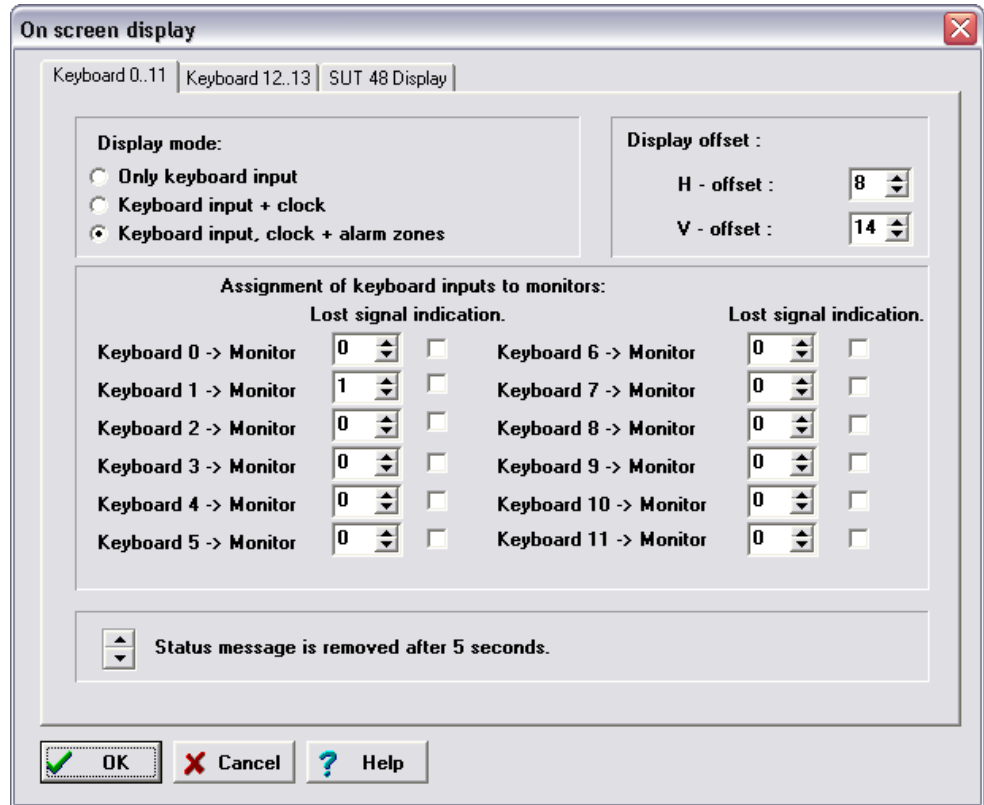 On screen display
Keyboard 0..11 Keyboard 12..13 SUT 48 Display
Display mode:
Only keyboard input
Keyboard input + clock
Keyboard input, clock + alarm zones
Display offset :
H - offset : 8
V - offset : 14
Assignment of keyboard inputs to monitors:
Lost signal indication. Lost signal indication.
Keyboard 0 -> Monitor 0 Keyboard 6 -> Monitor 0
Keyboard 1 -> Monitor 1 Keyboard 7 -> Monitor 0
Keyboard 2 -> Monitor 0 Keyboard 8 -> Monitor 0
Keyboard 3 -> Monitor 0 Keyboard 9 -> Monitor 0
Keyboard 4 -> Monitor 0 Keyboard 10 -> Monitor 0
Keyboard 5 -> Monitor 0 Keyboard 11 -> Monitor 0
Status message is removed after 5 seconds.
OK Cancel ? Help